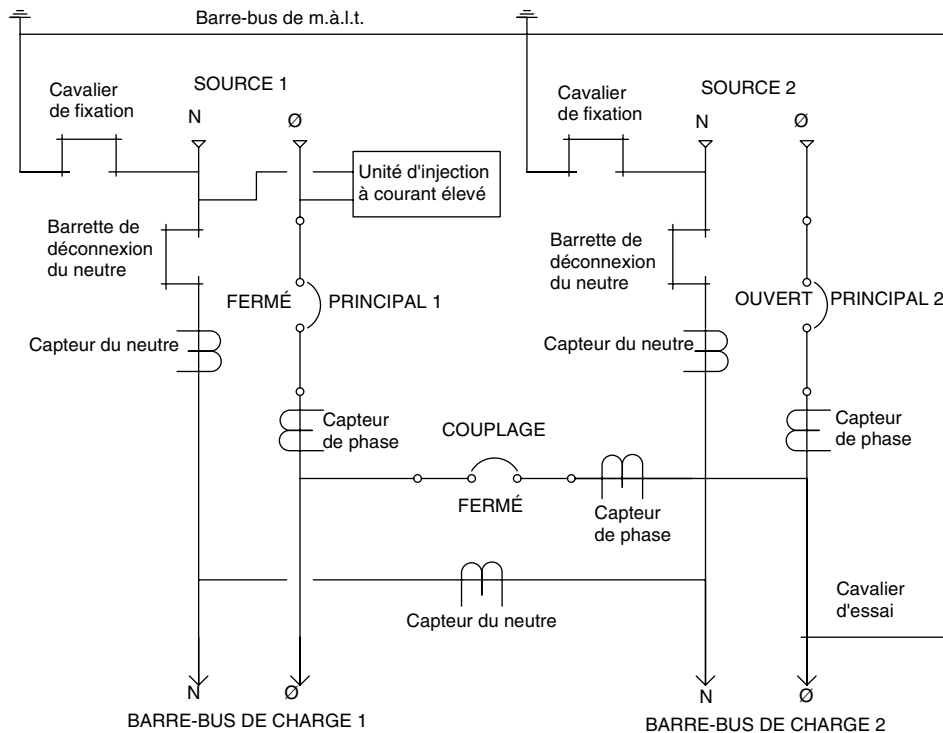 Barre-bus de m.à.l.t.
SOURCE 1
SOURCE 2
Cavalier
de fixation
Cavalier
de fixation
N
Ø
N
Ø
Unité d'injection
à courant élevé
Barrette de
déconnexion
du neutre
Barrette de
déconnexion
du neutre
FERMÉ
PRINCIPAL 1
OUVERT
PRINCIPAL 2
Capteur du neutre
Capteur du neutre
Capteur
de phase
COUPLAGE
Capteur
de phase
FERMÉ
Capteur
de phase
Cavalier
d'essai
Capteur du neutre
N
Ø
N
Ø
BARRE-BUS DE CHARGE 1
BARRE-BUS DE CHARGE 2